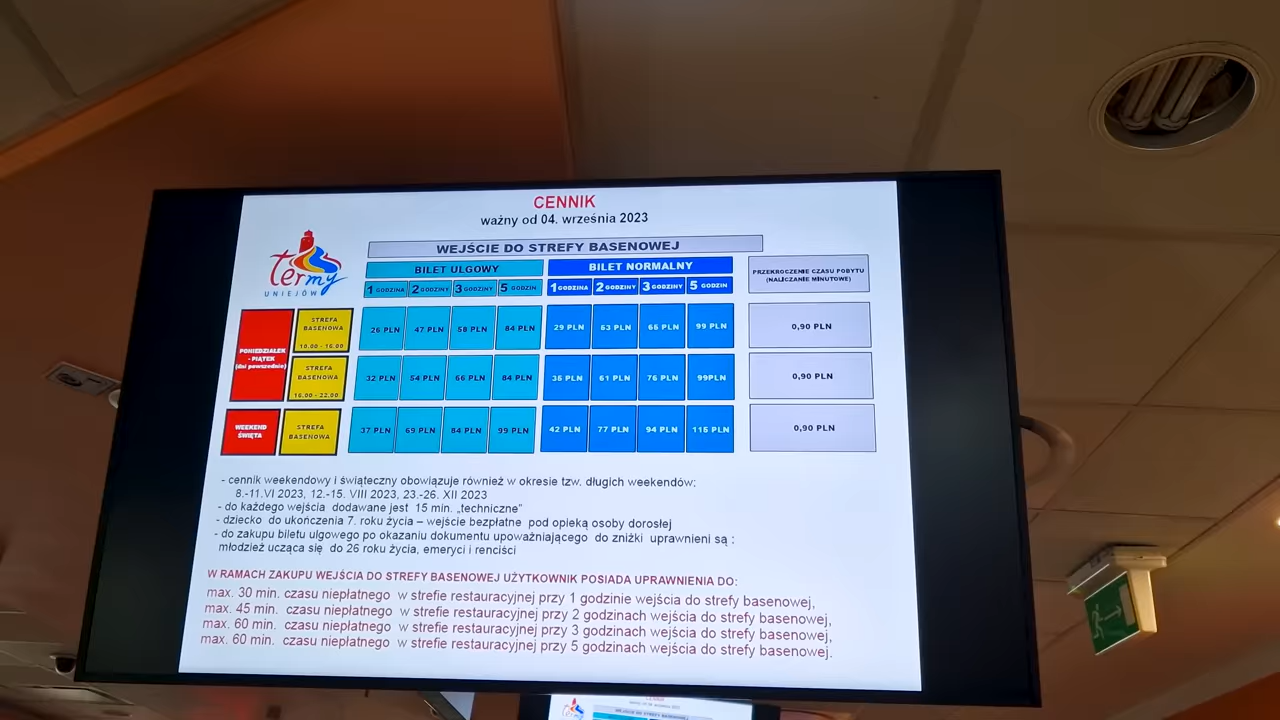 CENNIK
ważny od 04. września 2023
termy
UNIEJÓW
WEJŚCIE DO STREFY BASENOWEJ
BILET ULGOWY
BILET NORMALNY
PRZEKROCZENIE CZASU POBYTU
(NALICZANIE MINUTOWE)
1 GODZINA 2 GODZINY 3 GODZINY 5 GODZIN
1 GODZINA 2 GODZINY 3 GODZINY 5 GODZIN
PONIEDZIAŁEK
- PIĄTEK
(dni powszednie)
STREFA
BASENOWA
10.00 - 16.00
26 PLN 47 PLN 58 PLN 84 PLN 29 PLN 53 PLN 65 PLN 99 PLN 0,90 PLN
STREFA
BASENOWA
16.00 - 22.00
32 PLN 54 PLN 66 PLN 84 PLN 35 PLN 61 PLN 76 PLN 99PLN 0,90 PLN
WEEKEND
ŚWIĘTA
STREFA
BASENOWA
37 PLN 69 PLN 84 PLN 99 PLN 42 PLN 77 PLN 94 PLN 115 PLN 0,90 PLN
- cennik weekendowy i świąteczny obowiązuje również w okresie tzw. długich weekendów:
8.-11.VI 2023, 12.-15. VIII 2023, 23.-26. XII 2023
- do każdego wejścia dodawane jest 15 min. „techniczne”
- dziecko do ukończenia 7. roku życia – wejście bezpłatne pod opieką osoby dorosłej
- do zakupu biletu ulgowego po okazaniu dokumentu upoważniającego do zniżki uprawnieni są :
młodzież ucząca się do 26 roku życia, emeryci i renciści
W RAMACH ZAKUPU WEJŚCIA DO STREFY BASENOWEJ UŻYTKOWNIK POSIADA UPRAWNIENIA DO:
max. 30 min. czasu niepłatnego w strefie restauracyjnej przy 1 godzinie wejścia do strefy basenowej,
max. 45 min. czasu niepłatnego w strefie restauracyjnej przy 2 godzinach wejścia do strefy basenowej,
max. 60 min. czasu niepłatnego w strefie restauracyjnej przy 3 godzinach wejścia do strefy basenowej,
max. 60 min. czasu niepłatnego w strefie restauracyjnej przy 5 godzinach wejścia do strefy basenowej.
CENNIK
termy